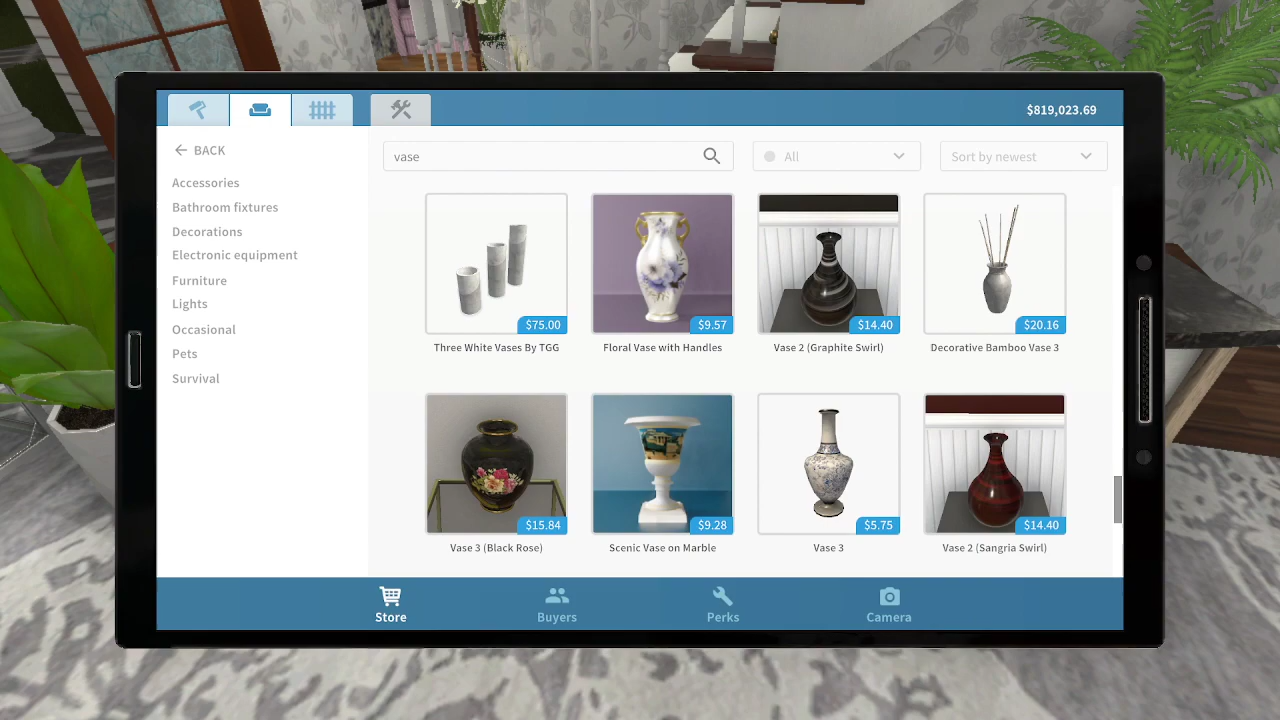 $819,023.69
BACK
vase
All
Sort by newest
Accessories
Bathroom fixtures
Decorations
Electronic equipment
Furniture
Lights
Occasional
Pets
Survival
$75.00
$9.57
$14.40
$20.16
Three White Vases By TGG
Floral Vase with Handles
Vase 2 (Graphite Swirl)
Decorative Bamboo Vase 3
$15.84
$9.28
$5.75
$14.40
Vase 3 (Black Rose)
Scenic Vase on Marble
Vase 3
Vase 2 (Sangria Swirl)
Store
Buyers
Perks
Camera